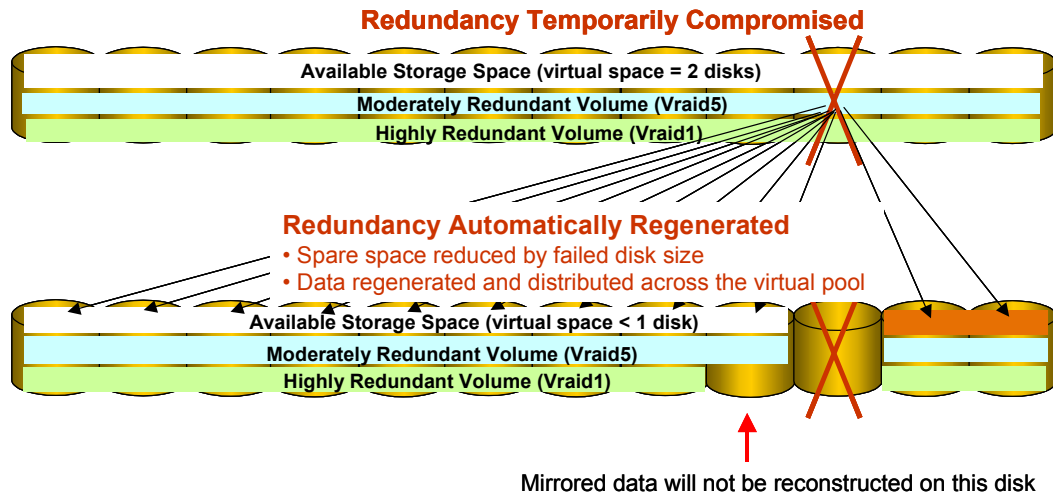 Redundancy Temporarily Compromised
Available Storage Space (virtual space = 2 disks)
Moderately Redundant Volume (Vraid5)
Highly Redundant Volume (Vraid1)
Redundancy Automatically Regenerated
• Spare space reduced by failed disk size
• Data regenerated and distributed across the virtual pool
Available Storage Space (virtual space < 1 disk)
Moderately Redundant Volume (Vraid5)
Highly Redundant Volume (Vraid1)
Mirrored data will not be reconstructed on this disk